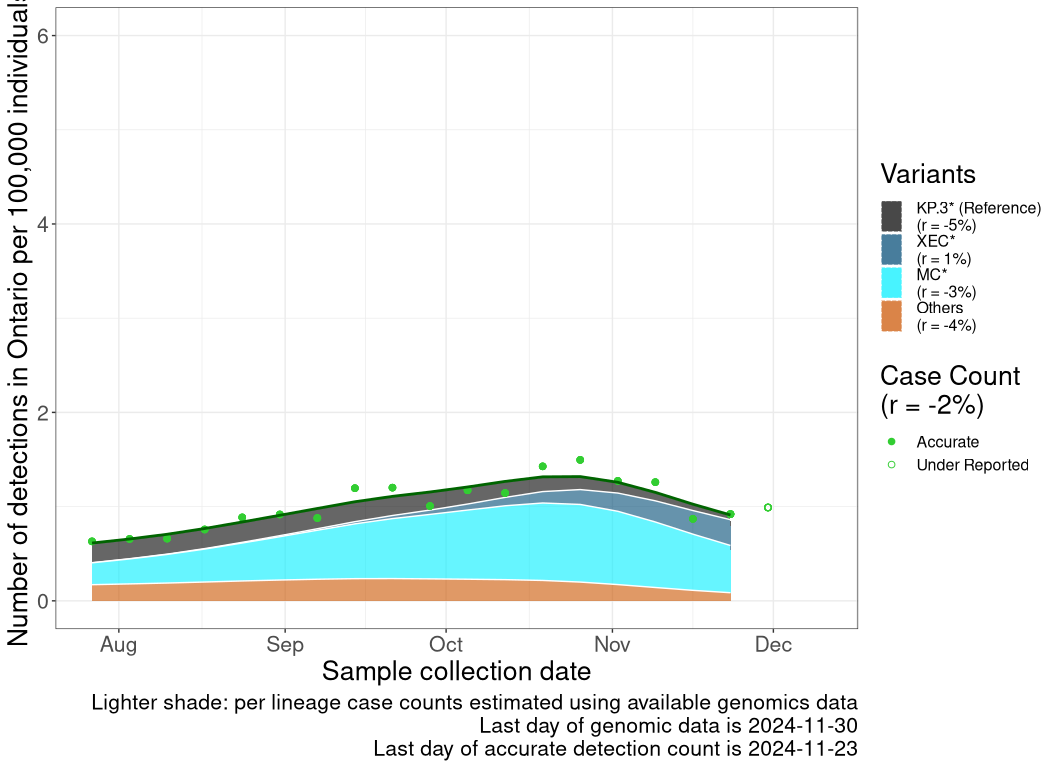 Number of detections in Ontario per 100,000 individuals
6
4
2
0
Aug
Sep
Oct
Nov
Dec
Sample collection date
Lighter shade: per lineage case counts estimated using available genomics data
Last day of genomic data is 2024-11-30
Last day of accurate detection count is 2024-11-23
Variants
KP.3* (Reference)
(r = -5%)
XEC*
(r = 1%)
MC*
(r = -3%)
Others
(r = -4%)
Case Count
(r = -2%)
Accurate
Under Reported